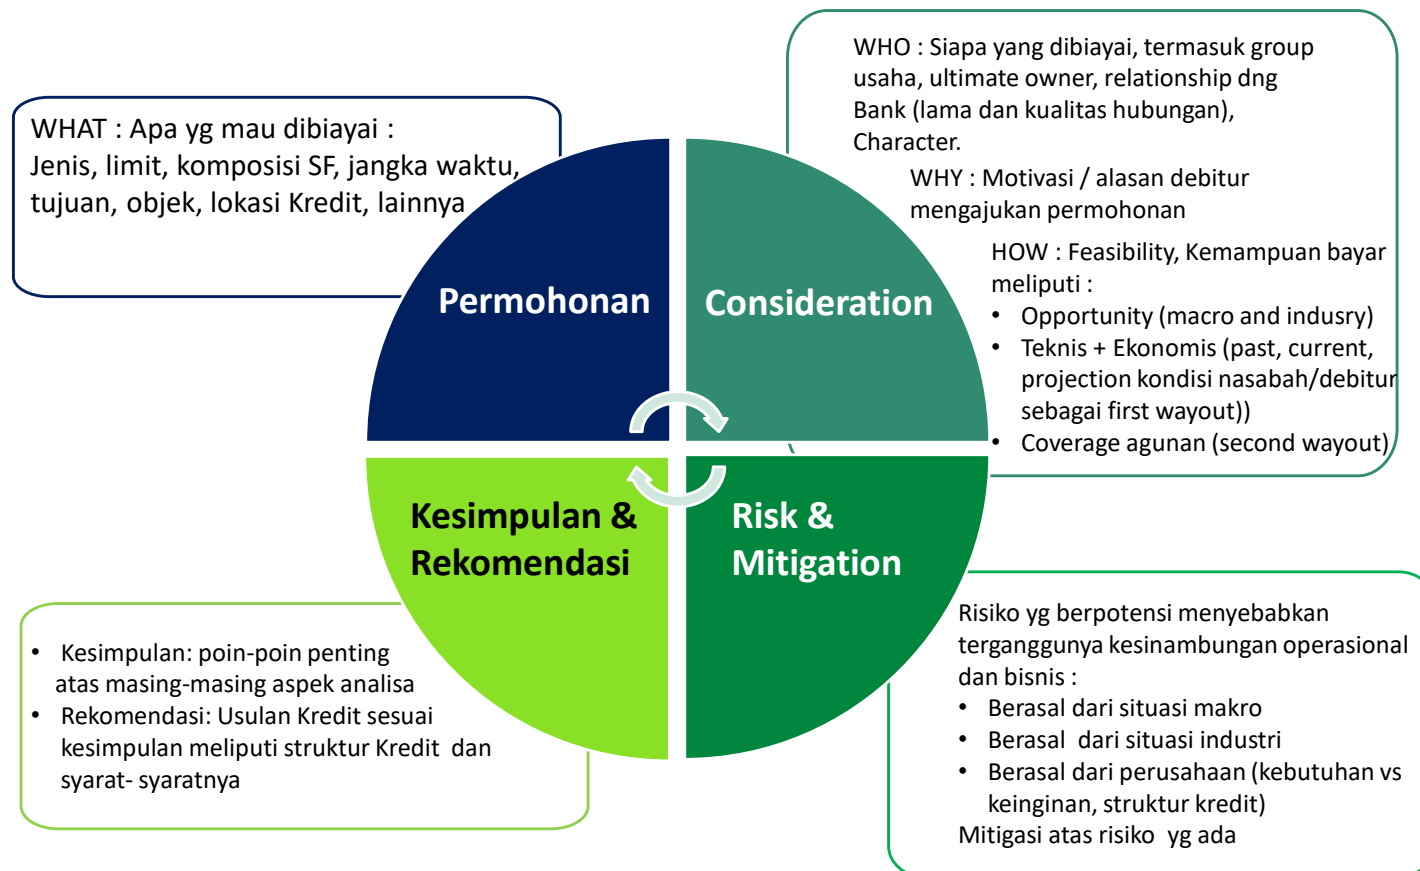 WHAT : Apa yg mau dibiayai :
Jenis, limit, komposisi SF, jangka waktu,
tujuan, objek, lokasi Kredit, lainnya
Permohonan
WHO : Siapa yang dibiayai, termasuk group
usaha, ultimate owner, relationship dng
Bank (lama dan kualitas hubungan),
Character.
WHY : Motivasi / alasan debitur
mengajukan permohonan
HOW : Feasibility, Kemampuan bayar
meliputi :
• Opportunity (macro and indusry)
• Teknis + Ekonomis (past, current,
projection kondisi nasabah/debitur
sebagai first wayout))
• Coverage agunan (second wayout)
Consideration
Kesimpulan &
Rekomendasi
• Kesimpulan: poin-poin penting
atas masing-masing aspek analisa
• Rekomendasi: Usulan Kredit sesuai
kesimpulan meliputi struktur Kredit dan
syarat- syaratnya
Risk &
Mitigation
Risiko yg berpotensi menyebabkan
terganggunya kesinambungan operasional
dan bisnis :
• Berasal dari situasi makro
• Berasal dari situasi industri
• Berasal dari perusahaan (kebutuhan vs
keinginan, struktur kredit)
Mitigasi atas risiko yg ada